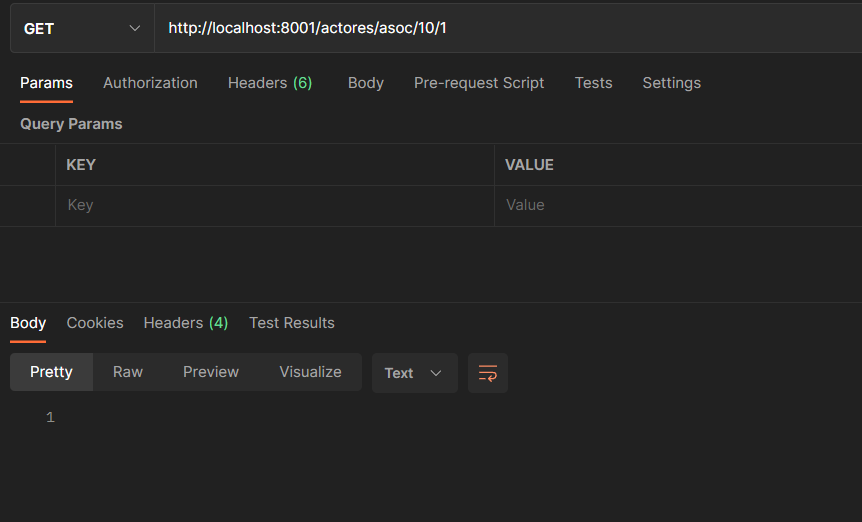 GET http://localhost:8001/actores/asoc/10/1
Params Authorization Headers (6) Body Pre-request Script Tests Settings
Query Params
KEY VALUE
Key Value
Body Cookies Headers (4) Test Results
Pretty Raw Preview Visualize Text
1